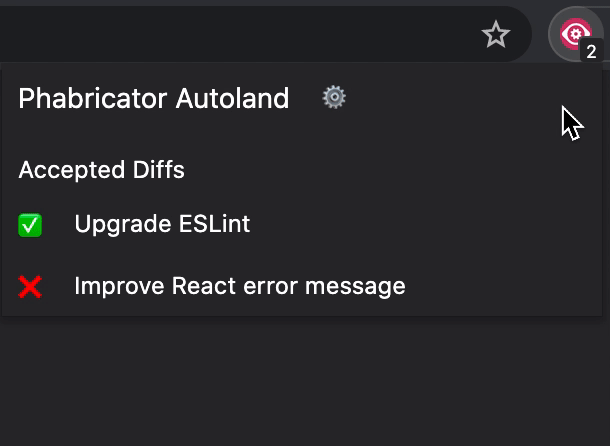 2
Phabricator Autoland
Accepted Diffs
Upgrade ESLint
Improve React error message